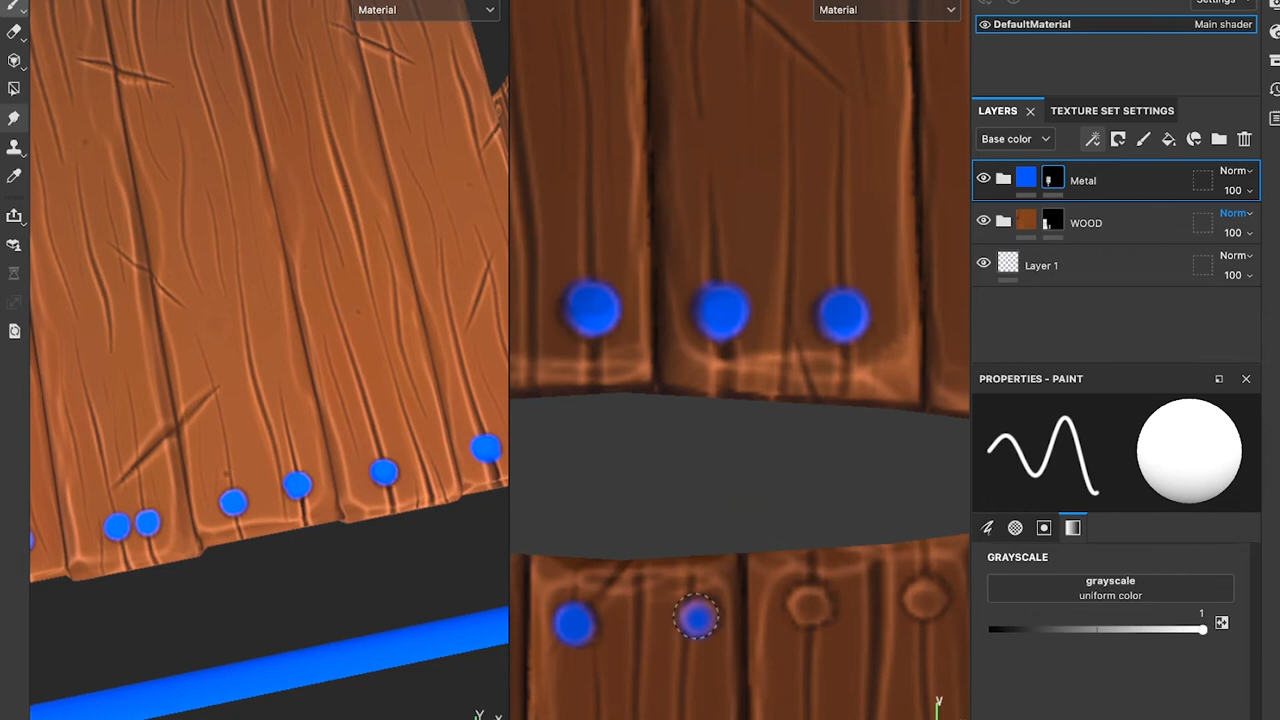 Material
Material
Settings
DefaultMaterial
Main shader
LAYERS
TEXTURE SET SETTINGS
Base color
Metal
Norm
100
WOOD
Norm
100
Layer 1
Norm
100
PROPERTIES - PAINT
GRAYSCALE
grayscale
uniform color
1
Y
x
y